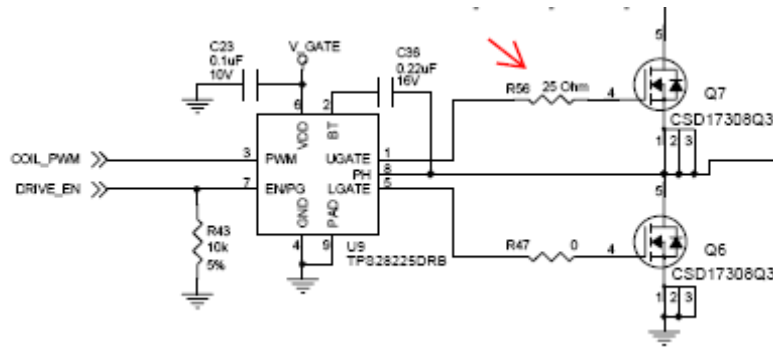 C23
0.1uF
10V
V_GATE
C36
0.22uF
16V
5
R56 25 Ohm
4
Q7
CSD17308Q3
6
2
VDD
BT
COIL_PWM
3
PWM
UGATE
1
1 2 3
PH
8
DRIVE_EN
7
EN/PG
LGATE
5
5
GND
PAD
R43
10k
5%
4
9
U9
TPS28225DRB
R47 0
4
Q6
CSD17308Q3
1 2 3